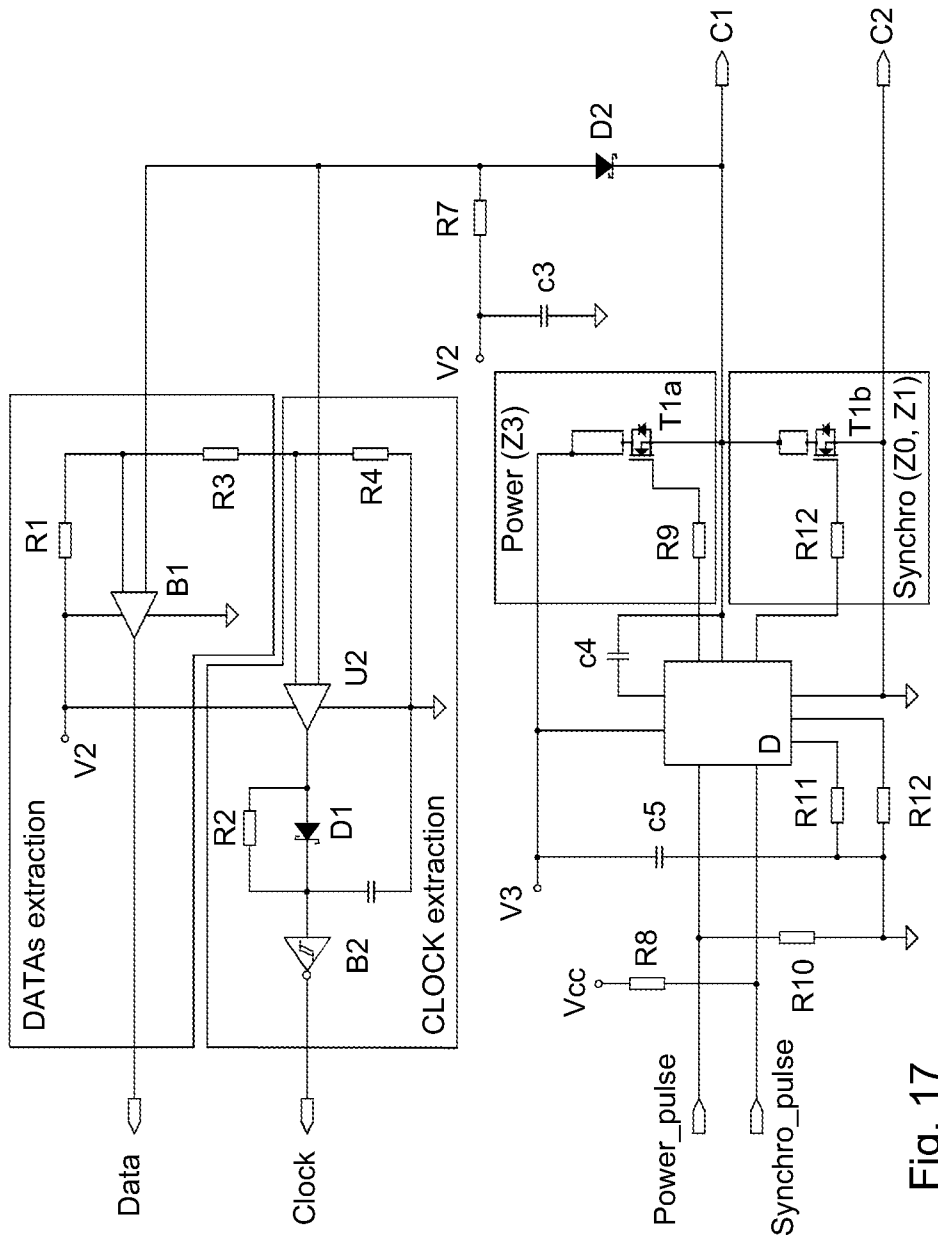 DATAs extraction
V2
R1
B1
R3
Data
CLOCK extraction
U2
R4
R2
D1
B2
Clock
V2
R7
c3
D2
C1
C2
Power (Z3)
T1a
R9
Synchro (Z0, Z1)
T1b
R12
c4
D
V3
c5
R11
R12
Vcc
R8
R10
Power_pulse
Synchro_pulse
Fig. 17